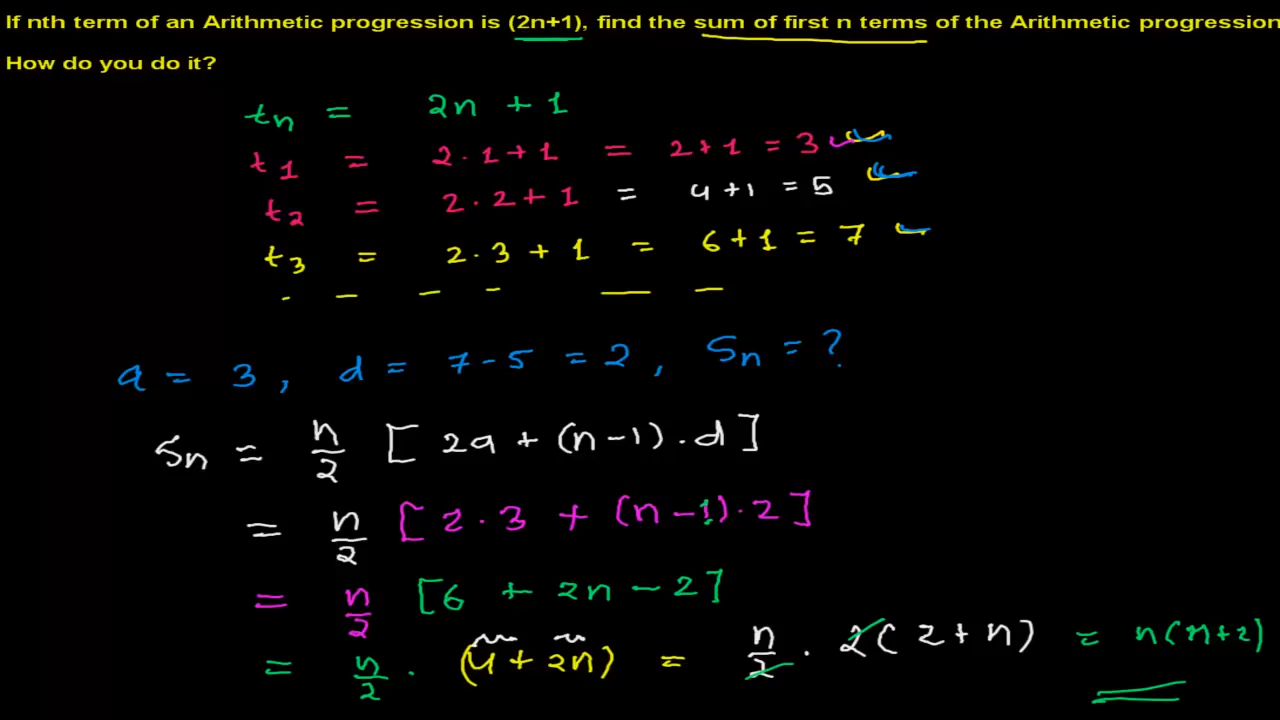 If nth term of an Arithmetic progression is (2n+1), find the sum of first n terms of the Arithmetic progression
How do you do it?
tn = 2n + 1
t1 = 2·1+1 = 2+1 = 3
t2 = 2·2+1 = 4+1 = 5
t3 = 2·3+1 = 6+1 = 7
a = 3, d = 7-5 = 2, Sn = ?
Sn = n/2 [2a + (n-1)·d]
= n/2 [2·3 + (n-1)·2]
= n/2 [6 + 2n - 2]
= n/2 · (4+2n) = n/2 · 2(2+n) = n(n+2)